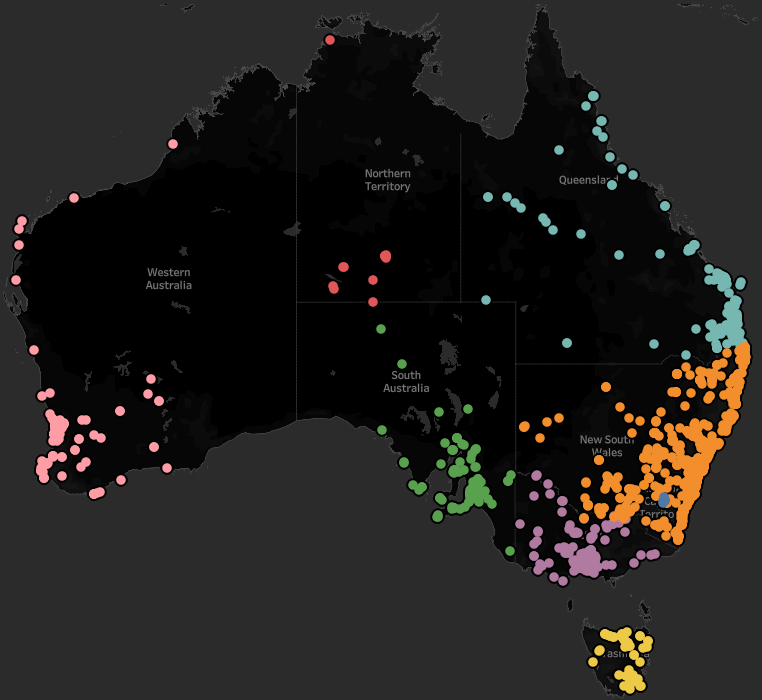 Northern
Territory
Queensland
Western
Australia
South
Australia
New South
Wales